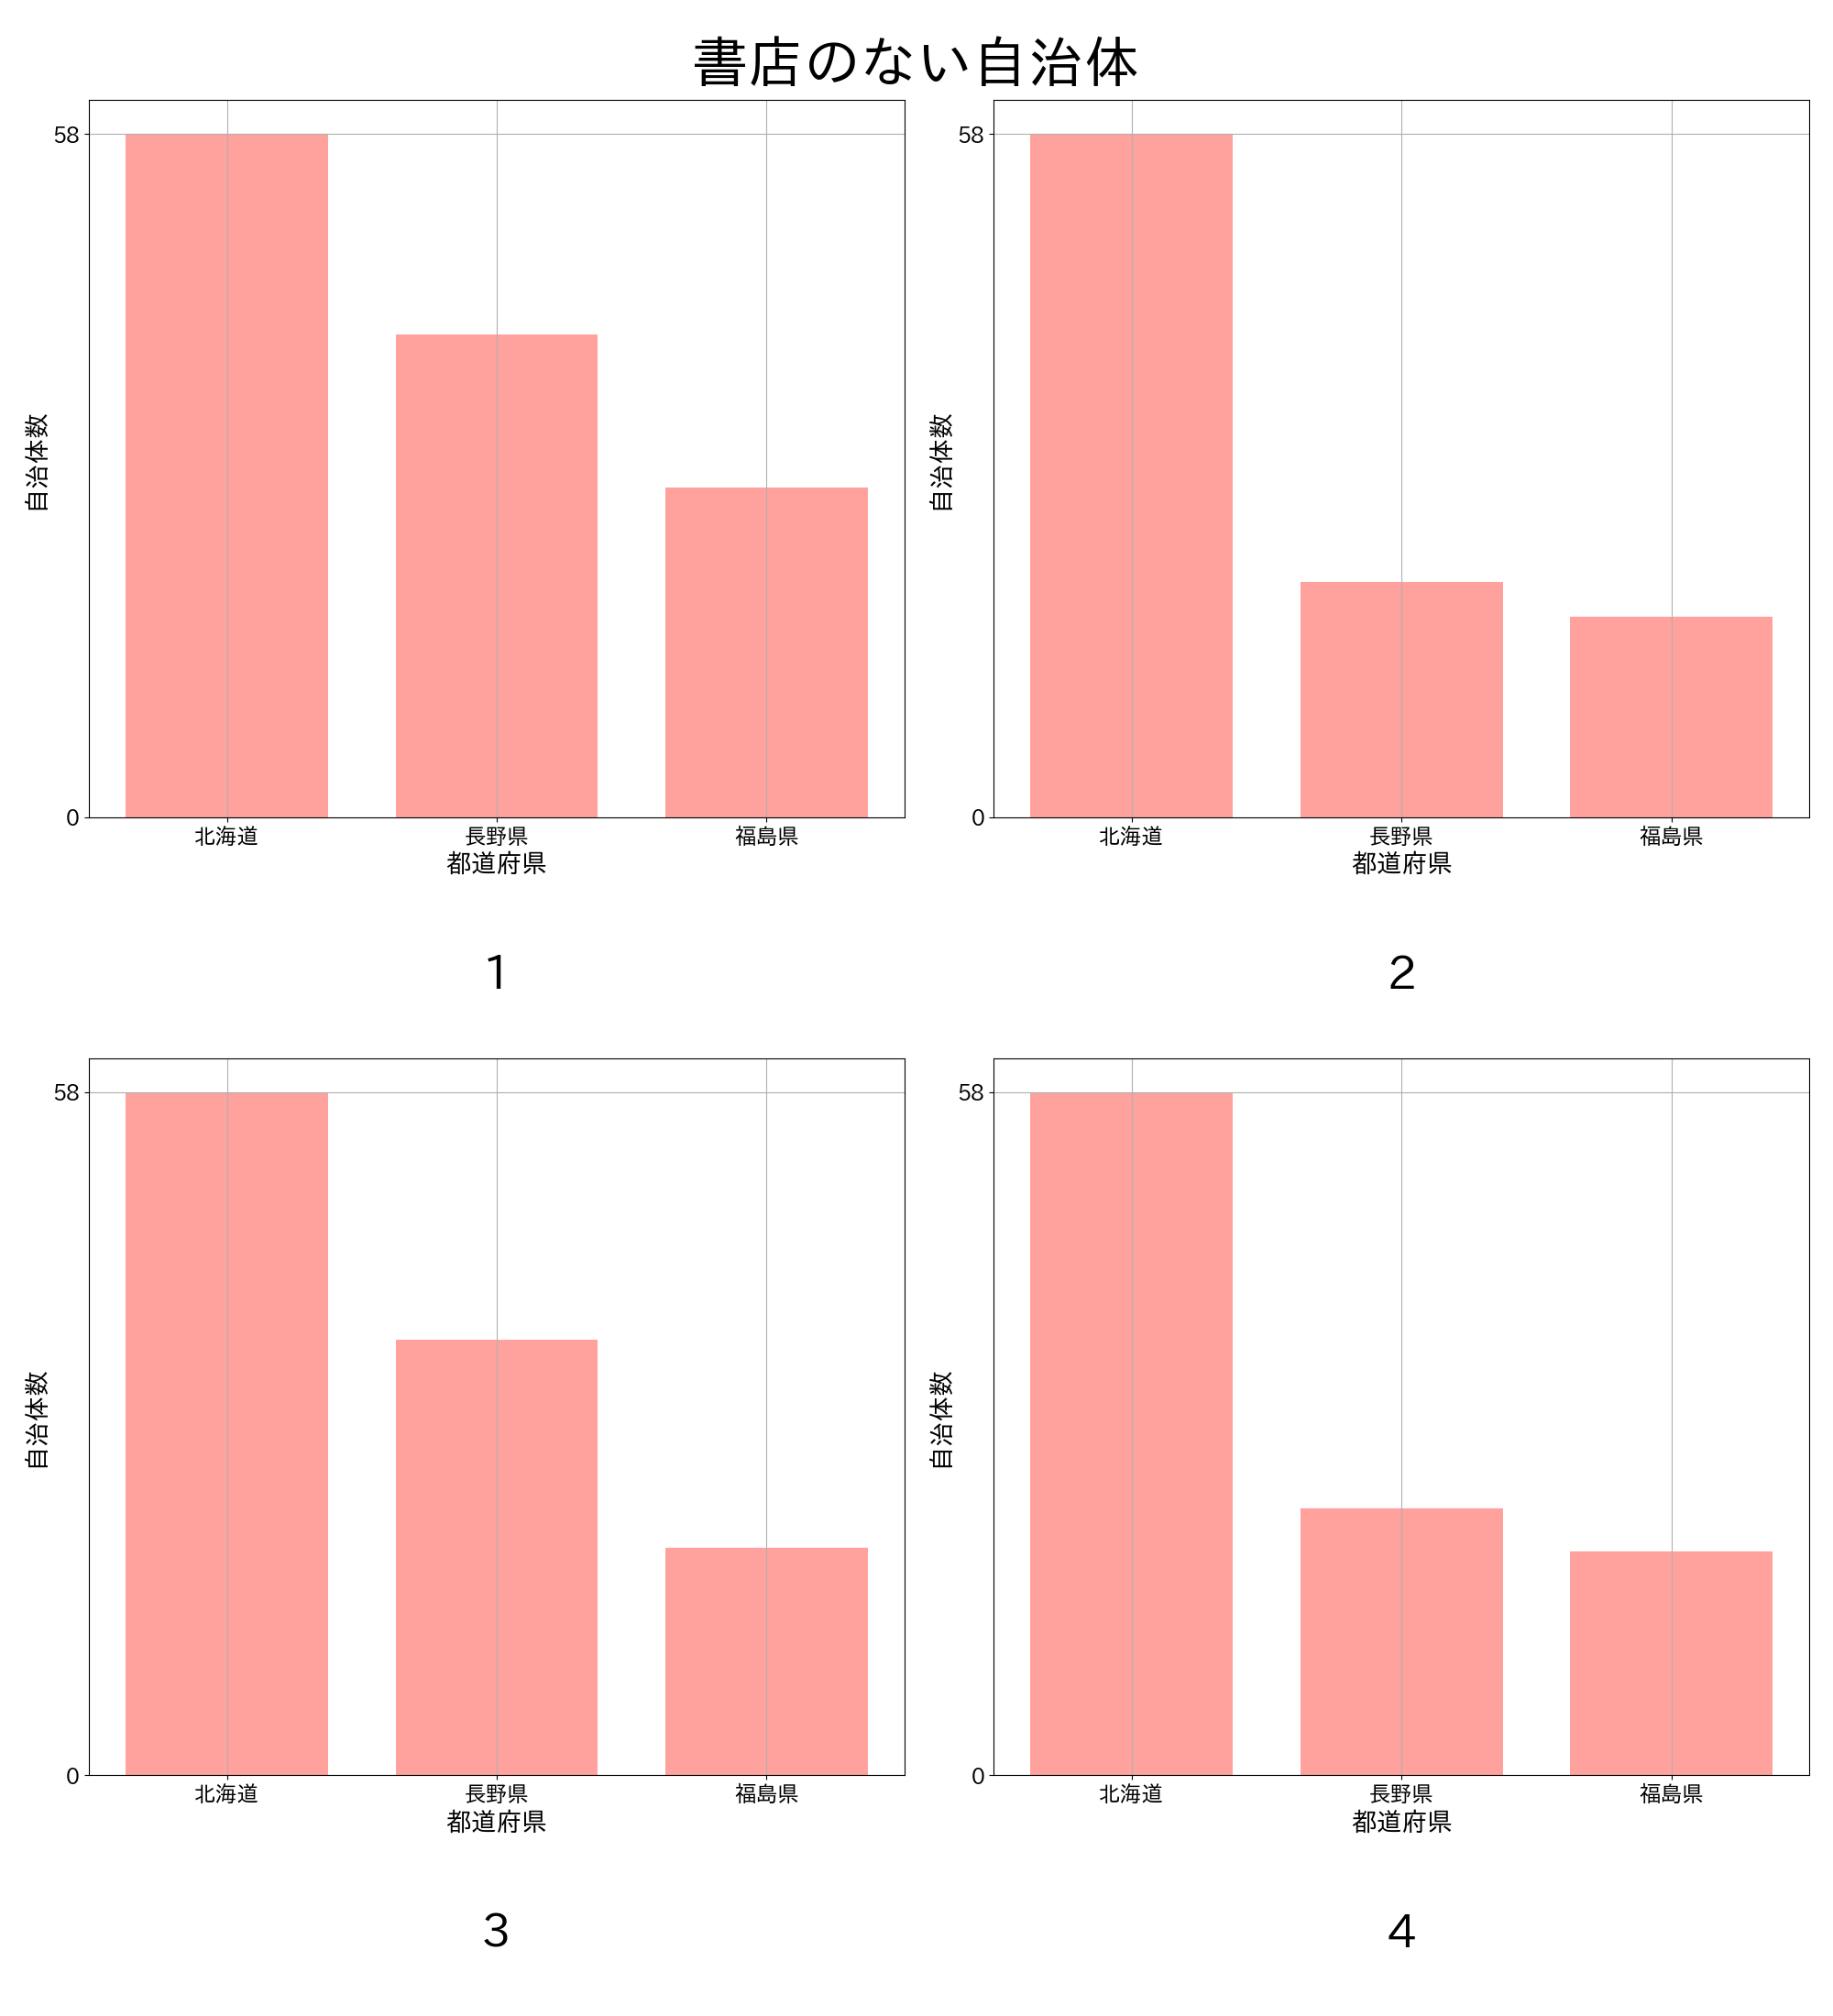 書店のない自治体
58
0
自治体数
北海道 長野県 福島県
都道府県
1
58
0
自治体数
北海道 長野県 福島県
都道府県
2
58
0
自治体数
北海道 長野県 福島県
都道府県
3
58
0
自治体数
北海道 長野県 福島県
都道府県
4